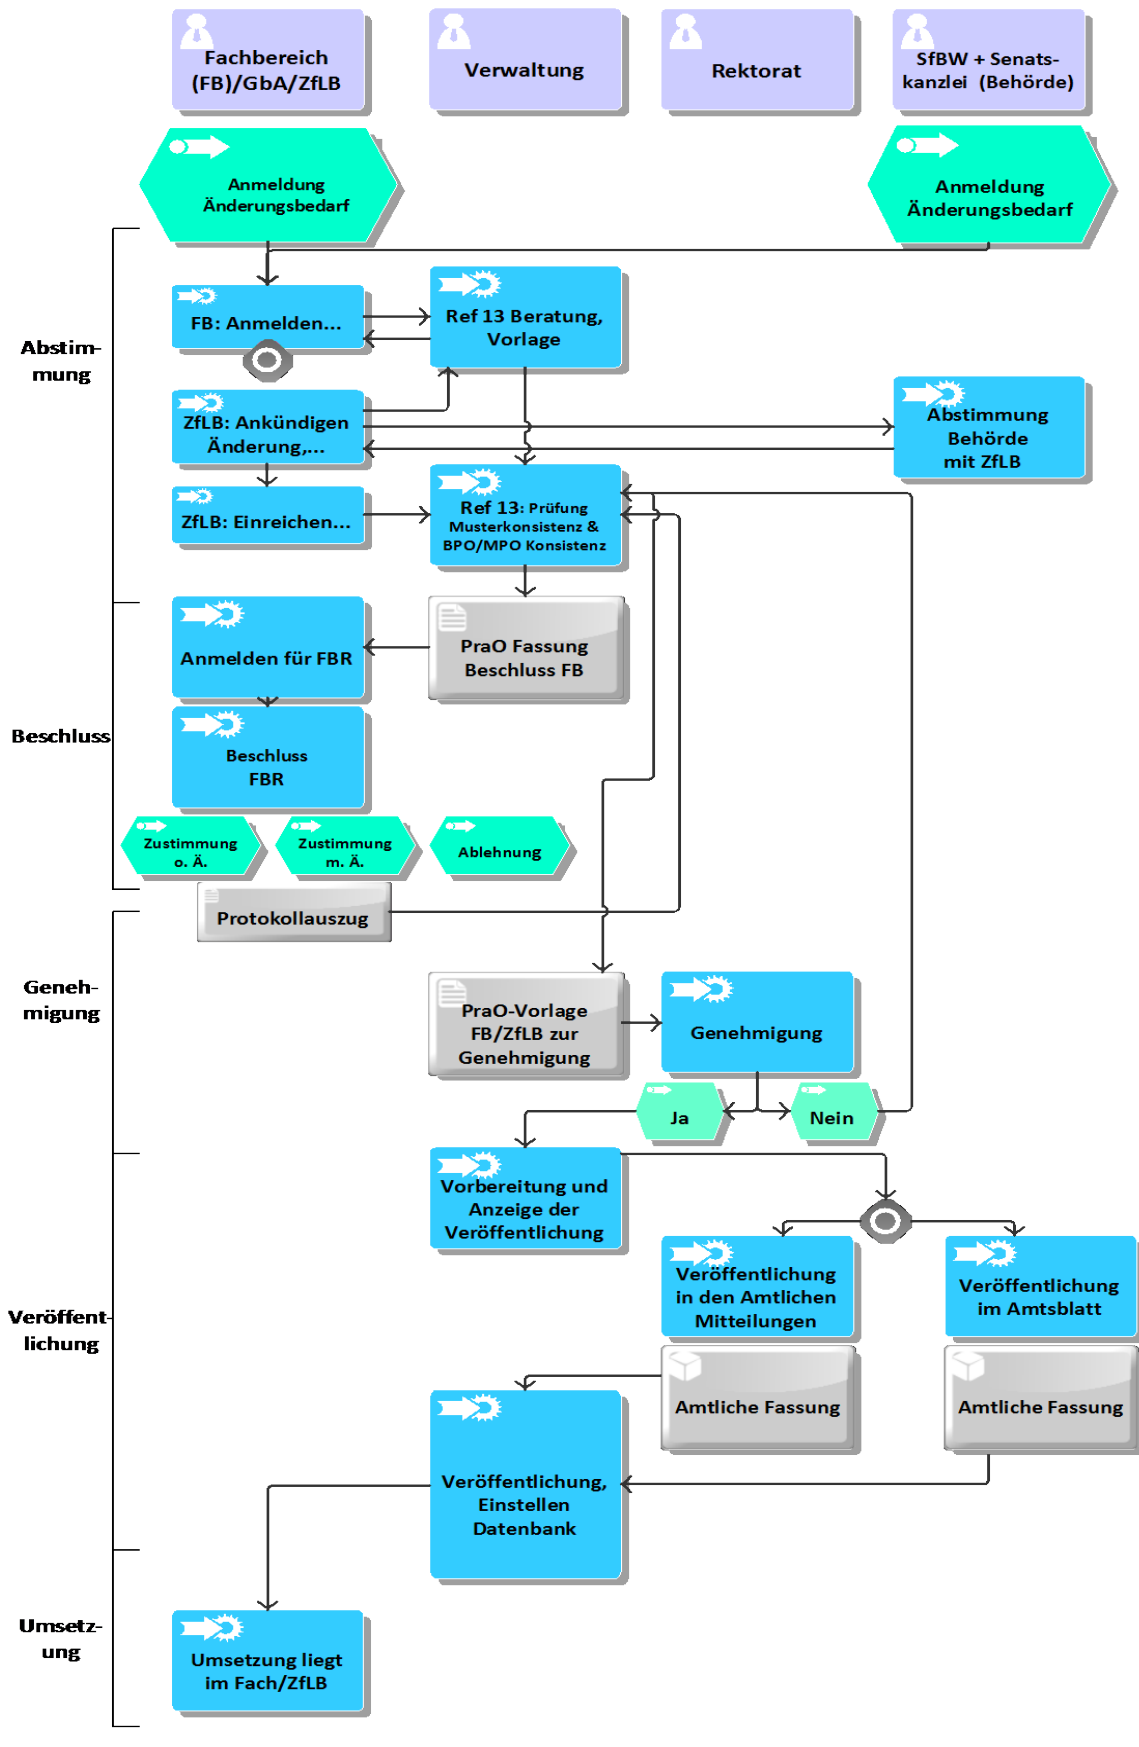 Fachbereich
(FB)/GbA/ZfLB
Verwaltung
Rektorat
SfBW + Senats-
kanzlei (Behörde)
Anmeldung
Änderungsbedarf
Anmeldung
Änderungsbedarf
Abstim-
mung
FB: Anmelden...
Ref 13 Beratung,
Vorlage
ZfLB: Ankündigen
Änderung,...
Abstimmung
Behörde
mit ZfLB
ZfLB: Einreichen...
Ref 13: Prüfung
Musterkonsistenz &
BPO/MPO Konsistenz
Beschluss
Anmelden für FBR
PraO Fassung
Beschluss FB
Beschluss
FBR
Zustimmung
o. Ä.
Zustimmung
m. Ä.
Ablehnung
Protokollauszug
Geneh-
migung
PraO-Vorlage
FB/ZfLB zur
Genehmigung
Genehmigung
Ja
Nein
Veröffent-
lichung
Vorbereitung und
Anzeige der
Veröffentlichung
Veröffentlichung
in den Amtlichen
Mitteilungen
Veröffentlichung
im Amtsblatt
Amtliche Fassung
Amtliche Fassung
Veröffentlichung,
Einstellen
Datenbank
Umsetz-
ung
Umsetzung liegt
im Fach/ZfLB